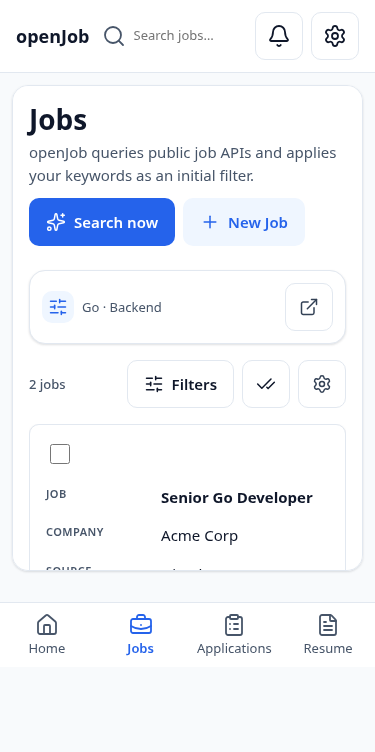 openJob
Search jobs...
Jobs
openJob queries public job APIs and applies
your keywords as an initial filter.
Search now
New Job
Go · Backend
2 jobs
Filters
JOB
Senior Go Developer
COMPANY
Acme Corp
SOURCE
Home
Jobs
Applications
Resume